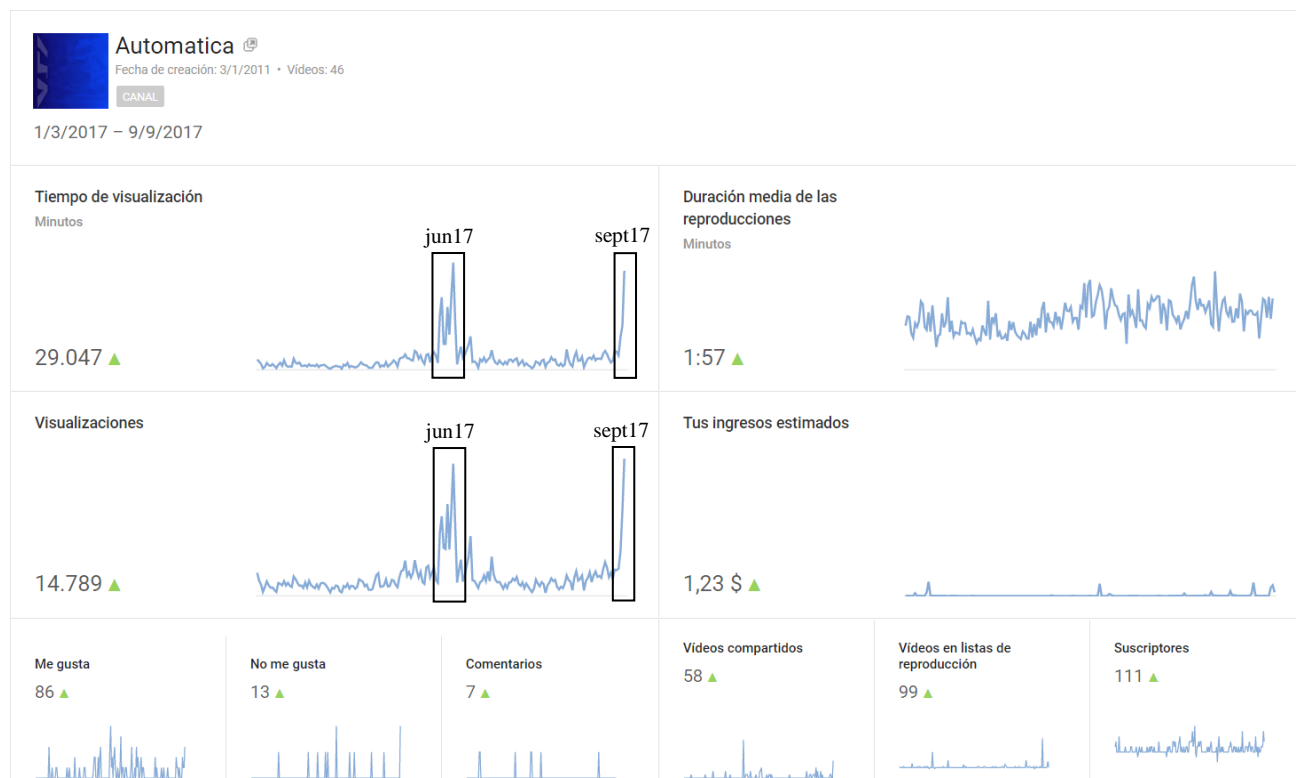 Automatica
Fecha de creación: 3/1/2011 • Vídeos: 46
CANAL
1/3/2017 – 9/9/2017
Tiempo de visualización
Minutos
jun17
sept17
29.047
Duración media de las
reproducciones
Minutos
1:57
Visualizaciones
jun17
sept17
14.789
Tus ingresos estimados
1,23 $
Me gusta
86
No me gusta
13
Comentarios
7
Vídeos compartidos
58
Vídeos en listas de
reproducción
99
Suscriptores
111